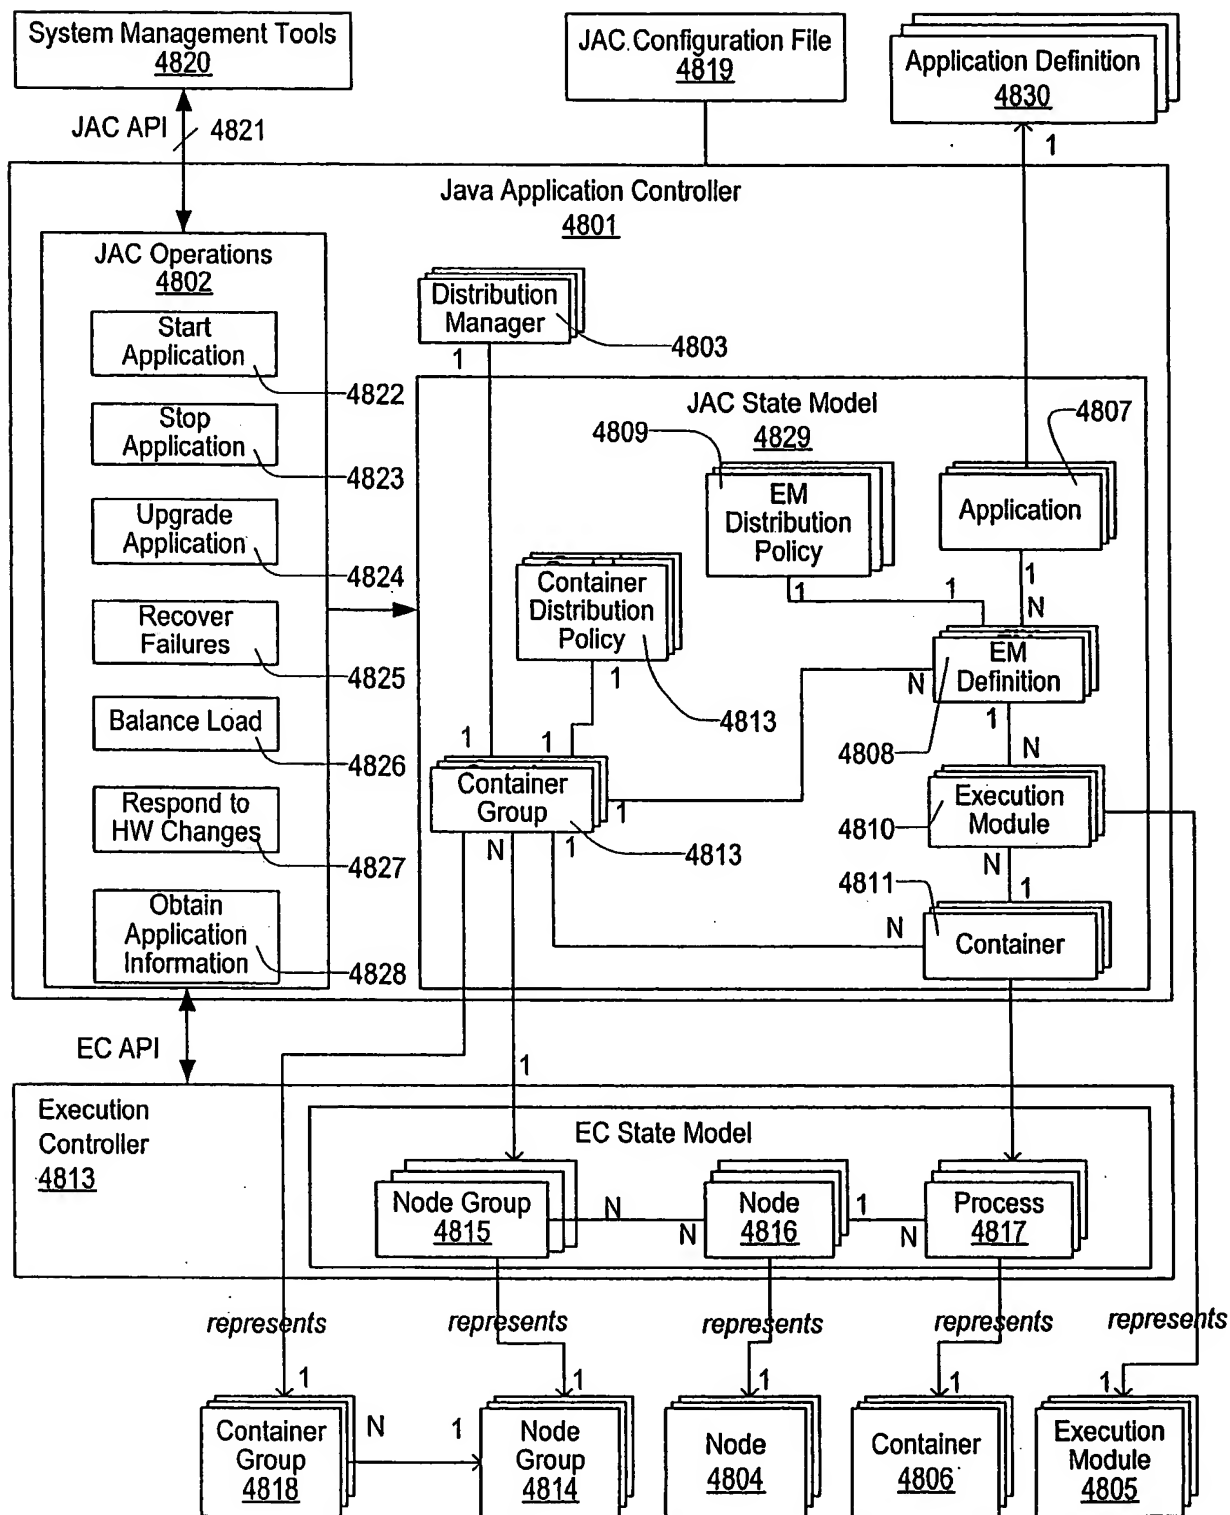 System Management Tools
4820
JAC Configuration File
4819
Application Definition
4830
JAC API
4821
1
Java Application Controller
4801
JAC Operations
4802
Start
Application
4822
Stop
Application
4823
Upgrade
Application
4824
Recover
Failures
4825
Balance Load
4826
Respond to
HW Changes
4827
Obtain
Application
Information
4828
Distribution
Manager
4803
1
JAC State Model
4829
4809
4807
EM
Distribution
Policy
Application
1
1
1
N
Container
Distribution
Policy
1
4813
EM
Definition
N
1
4808
N
1
1
Container
Group
1
N
1
4813
Execution
Module
4810
N
1
4811
N
Container
EC API
1
Execution
Controller
4813
EC State Model
Node Group
4815
N
N
Node
4816
1
N
Process
4817
represents
represents
represents
represents
represents
1
1
1
1
1
Container
Group
4818
N
1
Node
Group
4814
Node
4804
Container
4806
Execution
Module
4805